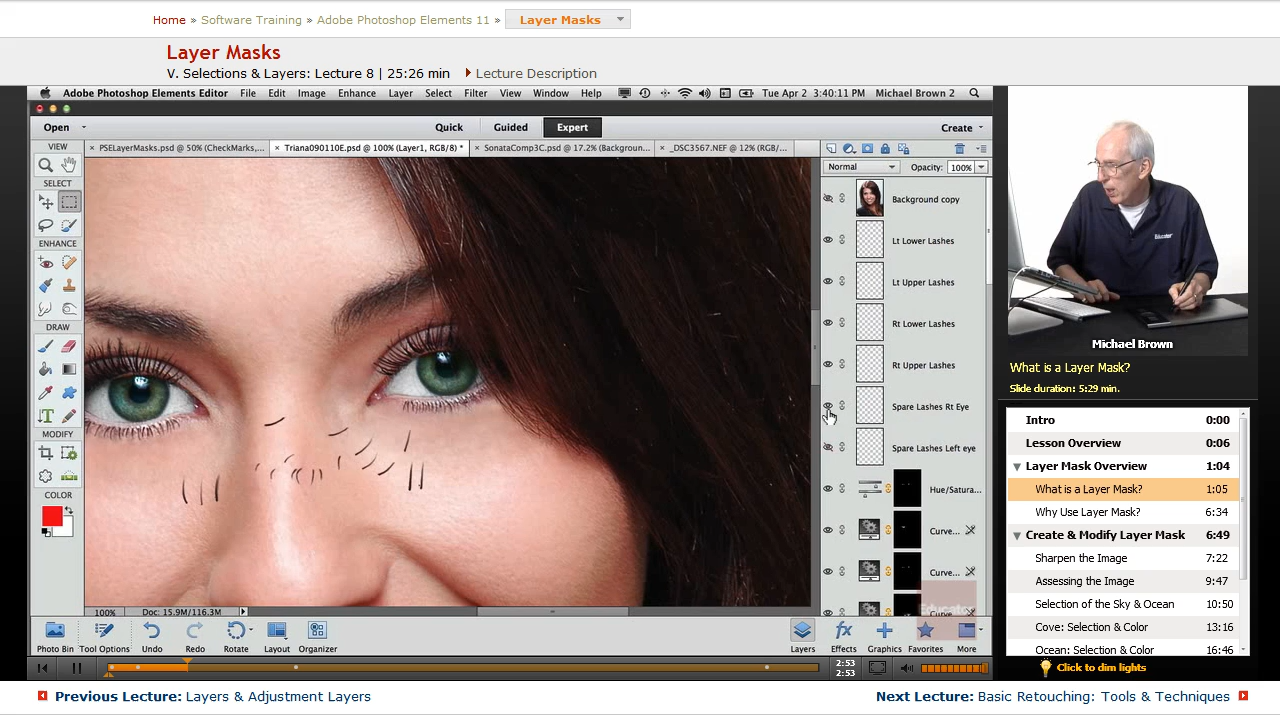 Home » Software Training » Adobe Photoshop Elements 11 » Layer Masks
Layer Masks
V. Selections & Layers: Lecture 8 | 25:26 min Lecture Description
Adobe Photoshop Elements Editor File Edit Image Enhance Layer Select Filter View Window Help Tue Apr 2 3:40:11 PM Michael Brown 2
Open Quick Guided Expert Create
VIEW
PSELayerMasks.psd @ 50% (CheckMarks,... Triana090110E.psd @ 100% (Layer1, RGB/8) * SonataComp3C.psd @ 17.2% (Backgroun... _DSC3567.NEF @ 12% (RGB/...
Normal Opacity: 100%
SELECT
ENHANCE
DRAW
MODIFY
COLOR
Background copy
Lt Lower Lashes
Lt Upper Lashes
Rt Lower Lashes
Rt Upper Lashes
Spare Lashes Rt Eye
Spare Lashes Left eye
Hue/Satura...
Curve...
Curve...
Curve...
Educator
100% Doc: 15.9M/116.3M
Photo Bin Tool Options Undo Redo Rotate Layout Organizer Layers Effects Graphics Favorites More
2:53
2:53
Educator
Michael Brown
What is a Layer Mask?
Slide duration: 5:29 min.
Intro 0:00
Lesson Overview 0:06
Layer Mask Overview 1:04
What is a Layer Mask? 1:05
Why Use Layer Mask? 6:34
Create & Modify Layer Mask 6:49
Sharpen the Image 7:22
Assessing the Image 9:47
Selection of the Sky & Ocean 10:50
Cove: Selection & Color 13:16
Ocean: Selection & Color 16:46
Click to dim lights
Previous Lecture: Layers & Adjustment Layers
Next Lecture: Basic Retouching: Tools & Techniques